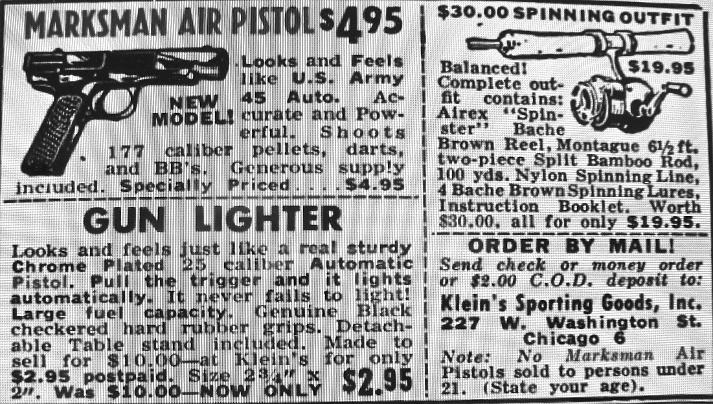 MARKSMAN AIR PISTOL $4.95
Looks and Feels
like U.S. Army
45 Auto. Ac-
curate and Pow-
erful. Shoots
NEW
MODEL!
.177 caliber pellets, darts,
and BB's. Generous supply
included. Specially Priced .... $4.95
GUN LIGHTER
Looks and feels just like a real sturdy
Chrome Plated 25 caliber Automatic
Pistol. Pull the trigger and it lights
automatically. It never fails to light!
Large fuel capacity. Genuine Black
checkered hard rubber grips. Detach-
able Table stand included. Made to
sell for $10.00—at Klein's for only
$2.95 postpaid. Size 2¾" x
2". Was $10.00—NOW ONLY $2.95
$30.00 SPINNING OUTFIT
Balanced! $19.95
Complete out-
fit contains:
Airex "Spin-
ster" Bache
Brown Reel, Montague 6½ ft.
two-piece Split Bamboo Rod,
100 yds. Nylon Spinning Line,
4 Bache Brown Spinning Lures,
Instruction Booklet. Worth
$30.00, all for only $19.95.
ORDER BY MAIL!
Send check or money order
or $2.00 C.O.D. deposit to:
Klein's Sporting Goods, Inc.
227 W. Washington St.
Chicago 6
Note: No Marksman Air
Pistols sold to persons under
21. (State your age).